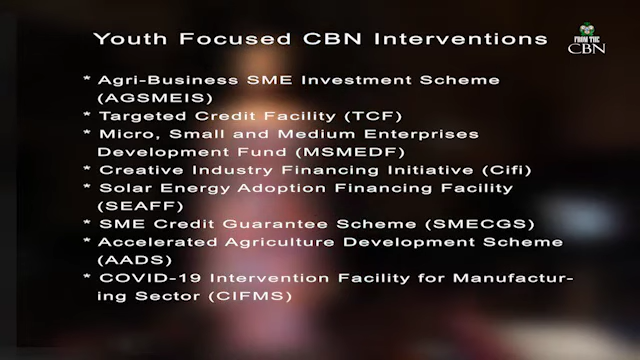 Youth Focused CBN Interventions
FROM THE
CBN
* Agri-Business SME Investment Scheme
(AGSMEIS)
* Targeted Credit Facility (TCF)
* Micro, Small and Medium Enterprises
Development Fund (MSMEDF)
* Creative Industry Financing Initiative (Cifi)
* Solar Energy Adoption Financing Facility
(SEAFF)
* SME Credit Guarantee Scheme (SMECGS)
* Accelerated Agriculture Development Scheme
(AADS)
* COVID-19 Intervention Facility for Manufactur-
ing Sector (CIFMS)